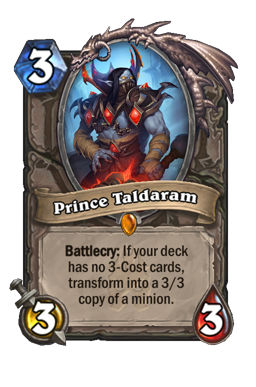 3
Prince Taldaram
Battlecry: If your deck
has no 3-Cost cards,
transform into a 3/3
copy of a minion.
3 3